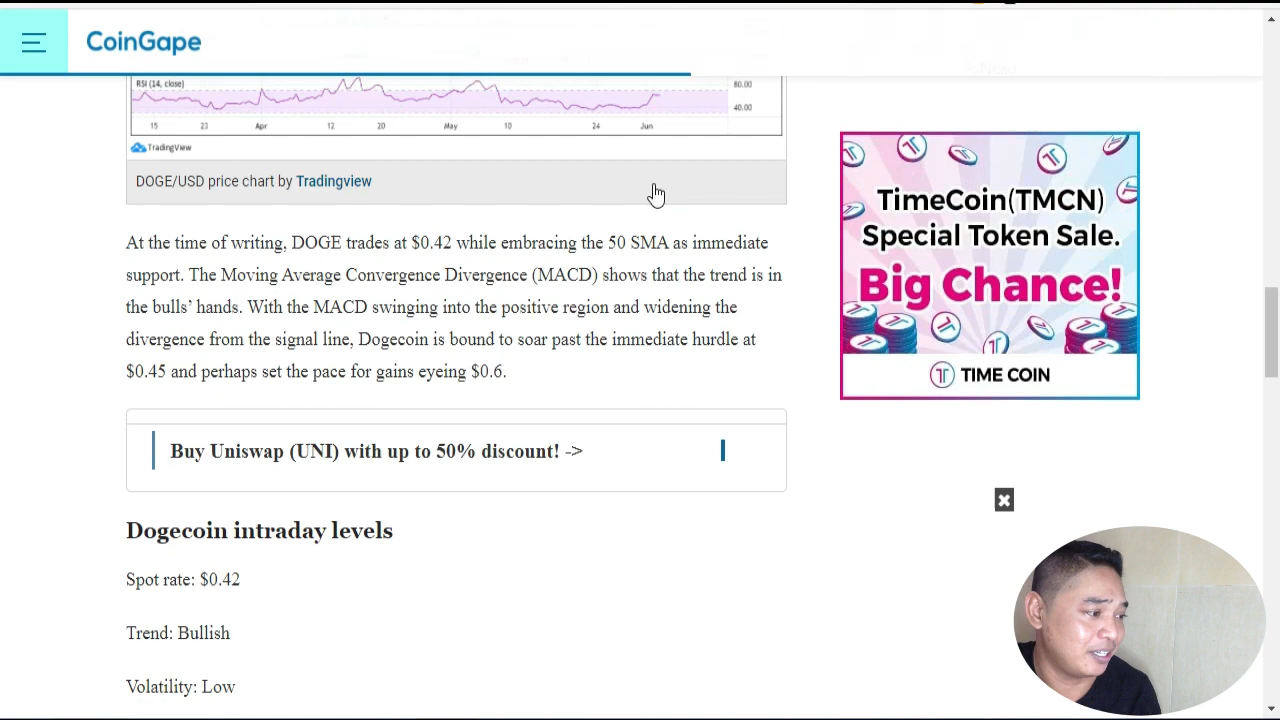 CoinGape
RSI (14, close)
80.00
40.00
15 23 Apr 12 20 May 10 24 Jun
TradingView
DOGE/USD price chart by Tradingview
At the time of writing, DOGE trades at $0.42 while embracing the 50 SMA as immediate
support. The Moving Average Convergence Divergence (MACD) shows that the trend is in
the bulls’ hands. With the MACD swinging into the positive region and widening the
divergence from the signal line, Dogecoin is bound to soar past the immediate hurdle at
$0.45 and perhaps set the pace for gains eyeing $0.6.
Buy Uniswap (UNI) with up to 50% discount! ->
Dogecoin intraday levels
Spot rate: $0.42
Trend: Bullish
Volatility: Low
TimeCoin(TMCN)
Special Token Sale.
Big Chance!
TIME COIN